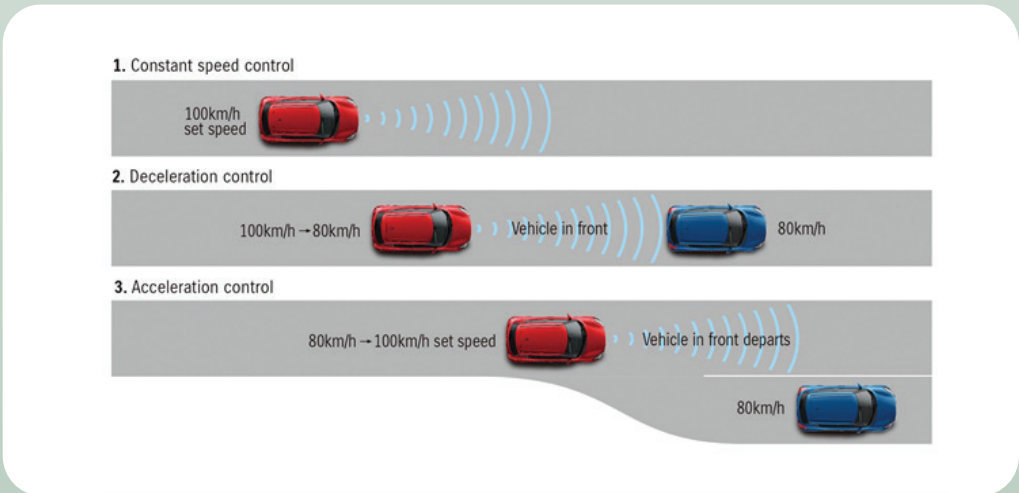 1. Constant speed control
100km/h
set speed
2. Deceleration control
100km/h→80km/h
Vehicle in front
80km/h
3. Acceleration control
80km/h→100km/h set speed
Vehicle in front departs
80km/h